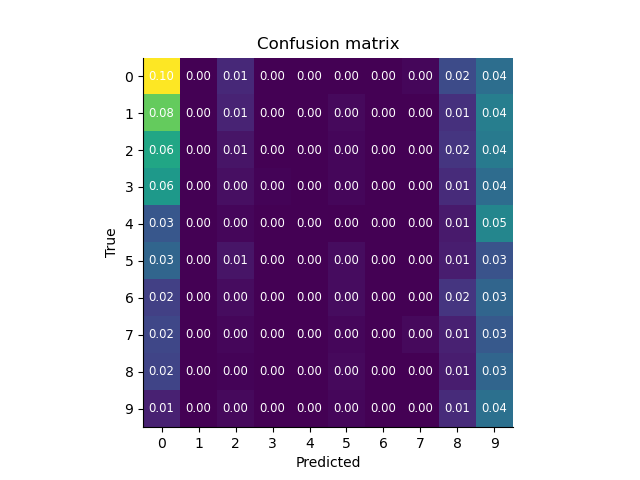 Confusion matrix
0 0.10 0.00 0.01 0.00 0.00 0.00 0.00 0.00 0.02 0.04
1 0.08 0.00 0.01 0.00 0.00 0.00 0.00 0.00 0.01 0.04
2 0.06 0.00 0.01 0.00 0.00 0.00 0.00 0.00 0.02 0.04
3 0.06 0.00 0.00 0.00 0.00 0.00 0.00 0.00 0.01 0.04
4 0.03 0.00 0.00 0.00 0.00 0.00 0.00 0.00 0.01 0.05
True
5 0.03 0.00 0.01 0.00 0.00 0.00 0.00 0.00 0.01 0.03
6 0.02 0.00 0.00 0.00 0.00 0.00 0.00 0.00 0.02 0.03
7 0.02 0.00 0.00 0.00 0.00 0.00 0.00 0.00 0.01 0.03
8 0.02 0.00 0.00 0.00 0.00 0.00 0.00 0.00 0.01 0.03
9 0.01 0.00 0.00 0.00 0.00 0.00 0.00 0.00 0.01 0.04
0 1 2 3 4 5 6 7 8 9
Predicted